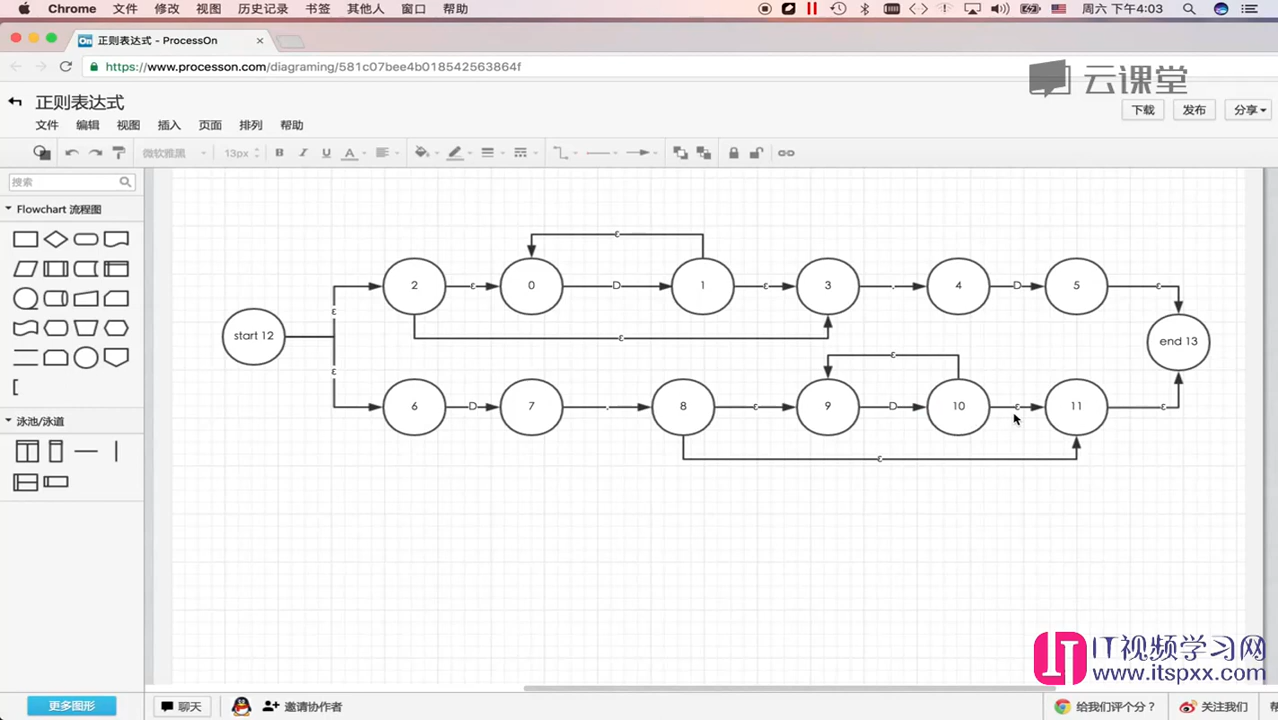 Chrome 文件 修改 视图 历史记录 书签 其他人 窗口 帮助 周六 下午4:03
On 正则表达式 - ProcessOn ×
https://www.processon.com/diagraming/581c07bee4b018542563864f
云课堂
正则表达式
下载 发布 分享
文件 编辑 视图 插入 页面 排列 帮助
微软雅黑 13px B I U A
搜索
Flowchart 流程图
ε
2 ε 0 D 1 ε 3 . 4 D 5 ε
ε
start 12
ε
end 13
ε
ε
6 D 7 . 8 ε 9 D 10 ε 11 ε
泳池/泳道
ε
IT视频学习网
www.itspxx.com
更多图形 聊天 邀请协作者 给我们评个分？ 关注我们